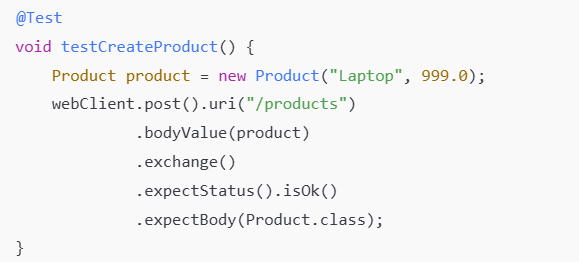 @Test
void testCreateProduct() {
    Product product = new Product("Laptop", 999.0);
    webClient.post().uri("/products")
            .bodyValue(product)
            .exchange()
            .expectStatus().isOk()
            .expectBody(Product.class);
}